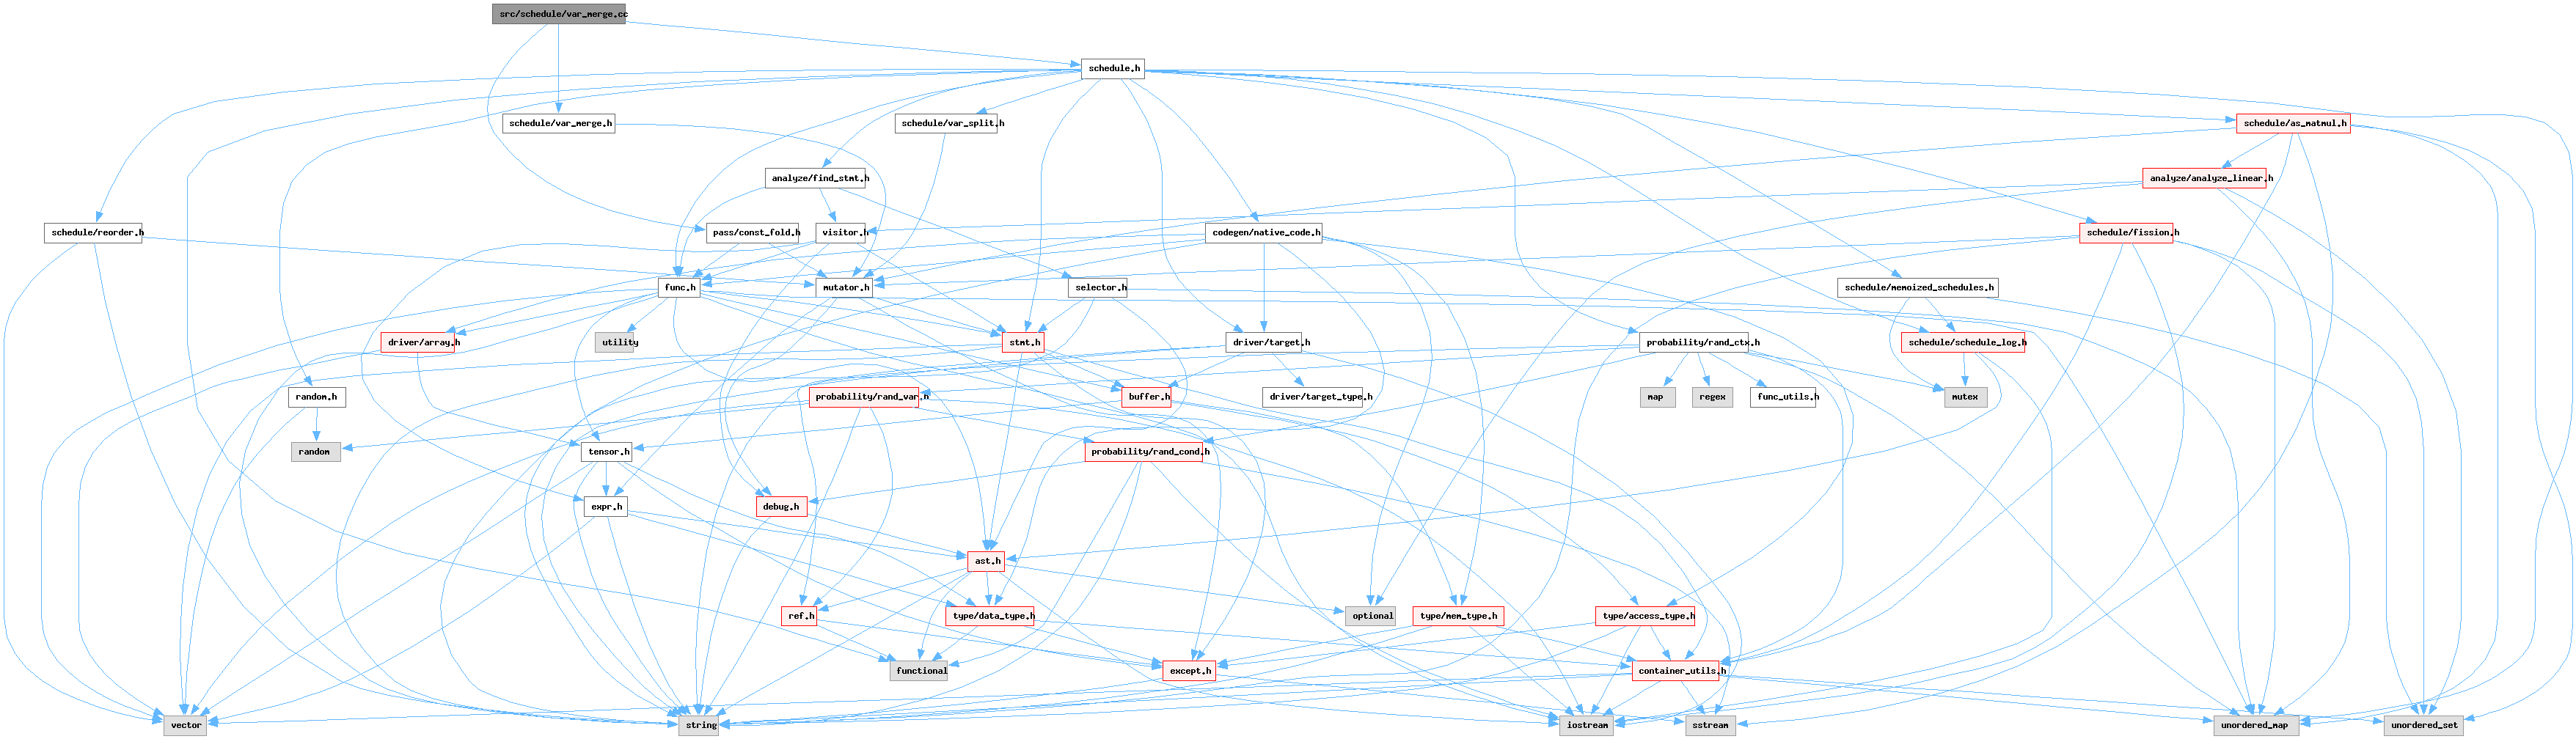 src/schedule/var_merge.cc
schedule.h
schedule/var_merge.h
schedule/var_split.h
schedule/as_matmul.h
analyze/find_stmt.h
analyze/analyze_linear.h
schedule/reorder.h
pass/const_fold.h
visitor.h
codegen/native_code.h
schedule/fission.h
func.h
mutator.h
selector.h
schedule/memoized_schedules.h
driver/array.h
utility
stmt.h
driver/target.h
probability/rand_ctx.h
schedule/schedule_log.h
random.h
probability/rand_var.h
buffer.h
driver/target_type.h
map
regex
func_utils.h
mutex
random
tensor.h
probability/rand_cond.h
expr.h
debug.h
ast.h
ref.h
type/data_type.h
optional
type/mem_type.h
type/access_type.h
functional
except.h
container_utils.h
vector
string
iostream
sstream
unordered_map
unordered_set